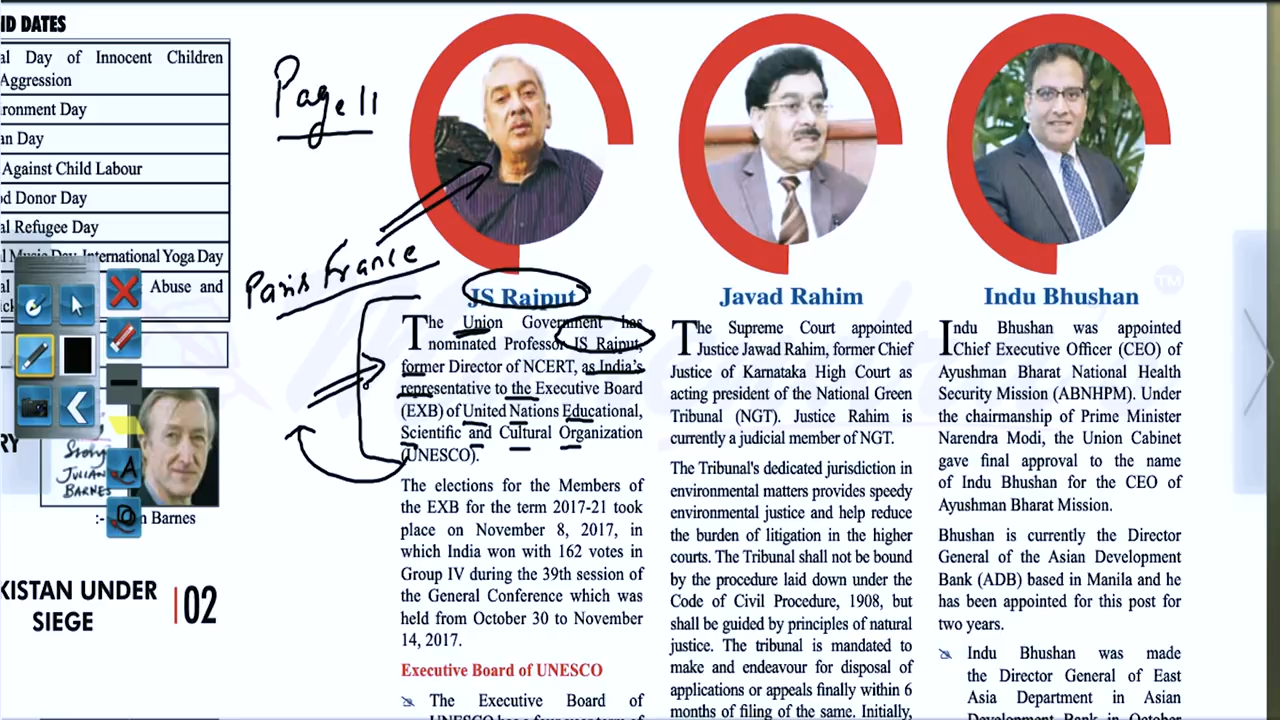 ID DATES
al Day of Innocent Children
Aggression
ronment Day
an Day
Against Child Labour
d Donor Day
al Refugee Day
l Music Day, International Yoga Day
al Abuse and
Page 11
Paris France
JS Rajput
The Union Government has
nominated Professor JS Rajput,
former Director of NCERT, as India's
representative to the Executive Board
(EXB) of United Nations Educational,
Scientific and Cultural Organization
(UNESCO).
The elections for the Members of
the EXB for the term 2017-21 took
place on November 8, 2017, in
which India won with 162 votes in
Group IV during the 39th session of
the General Conference which was
held from October 30 to November
14, 2017.
Executive Board of UNESCO
The Executive Board of
Javad Rahim
The Supreme Court appointed
Justice Jawad Rahim, former Chief
Justice of Karnataka High Court as
acting president of the National Green
Tribunal (NGT). Justice Rahim is
currently a judicial member of NGT.
The Tribunal's dedicated jurisdiction in
environmental matters provides speedy
environmental justice and help reduce
the burden of litigation in the higher
courts. The Tribunal shall not be bound
by the procedure laid down under the
Code of Civil Procedure, 1908, but
shall be guided by principles of natural
justice. The tribunal is mandated to
make and endeavour for disposal of
applications or appeals finally within 6
months of filing of the same. Initially,
Indu Bhushan
TM
Indu Bhushan was appointed
Chief Executive Officer (CEO) of
Ayushman Bharat National Health
Security Mission (ABNHPM). Under
the chairmanship of Prime Minister
Narendra Modi, the Union Cabinet
gave final approval to the name
of Indu Bhushan for the CEO of
Ayushman Bharat Mission.
Bhushan is currently the Director
General of the Asian Development
Bank (ADB) based in Manila and he
has been appointed for this post for
two years.
Indu Bhushan was made
the Director General of East
Asia Department in Asian
Development Bank in October
RY
Story
JULIAN
BARNES
A
D
:- n Barnes
KISTAN UNDER
SIEGE
|02